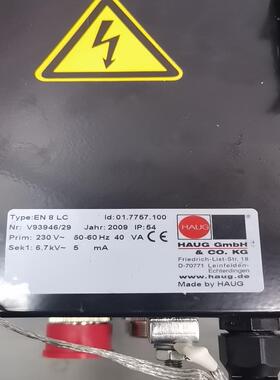 Type:EN 8 LC Id:01.7757.100
Nr: V93946/29 Jahr: 2009 IP:54
Prim: 230 V~ 50-60 Hz 40 VA CE
Sek1: 6,7kV~ 5 mA
HAUG
HAUG GmbH
& CO. KG
Friedrich-List-Str. 18
D-70771 Leinfelden-
Echterdingen
www.haug.de
Made by HAUG